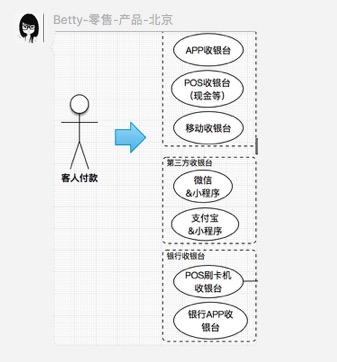 Betty-零售-产品-北京
APP收银台
POS收银台
（现金等）
移动收银台
客人付款
第三方收银台
微信
&小程序
支付宝
&小程序
银行收银台
POS刷卡机
收银台
银行APP收
银台